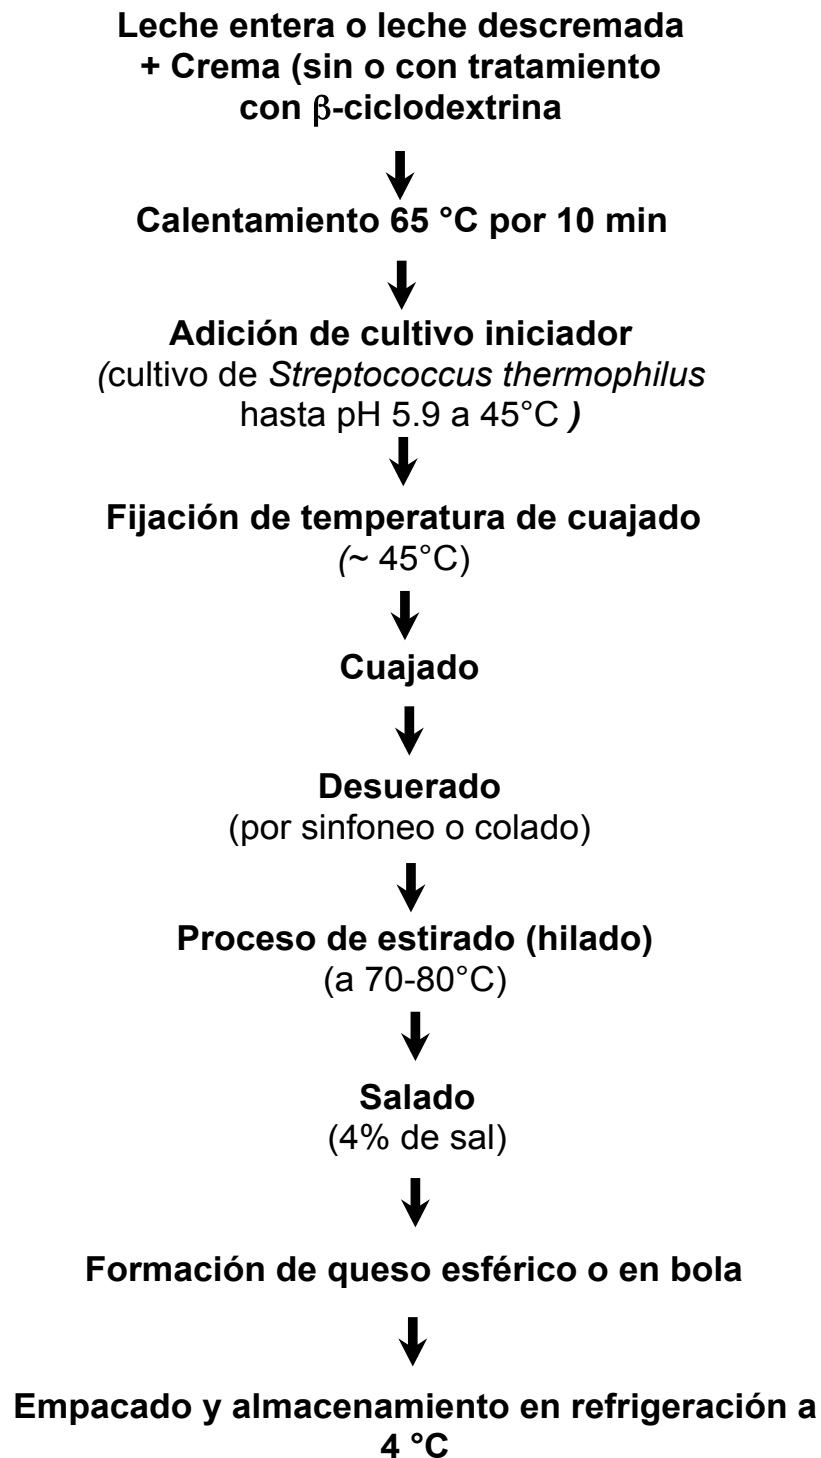 Leche entera o leche descremada
+ Crema (sin o con tratamiento
con β-ciclodextrina
Calentamiento 65 °C por 10 min
Adición de cultivo iniciador
(cultivo de Streptococcus thermophilus
hasta pH 5.9 a 45°C )
Fijación de temperatura de cuajado
(~ 45°C)
Cuajado
Desuerado
(por sinfoneo o colado)
Proceso de estirado (hilado)
(a 70-80°C)
Salado
(4% de sal)
Formación de queso esférico o en bola
Empacado y almacenamiento en refrigeración a
4 °C